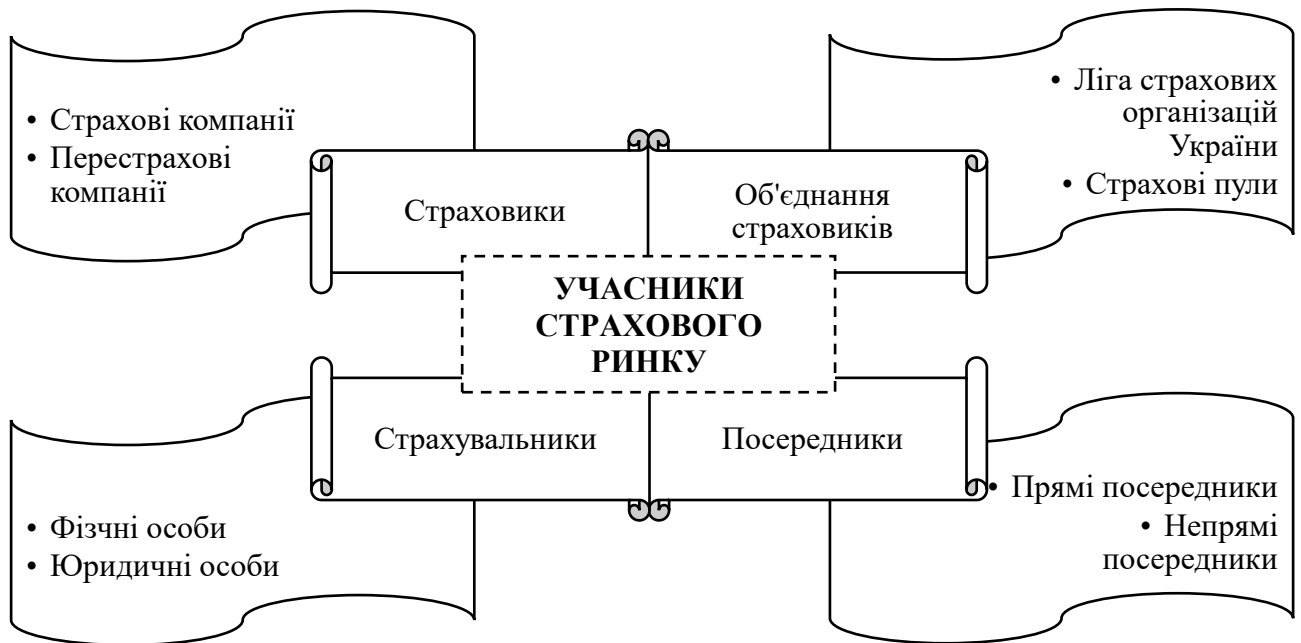 • Страхові компанії
• Перестрахові
компанії
Страховики
Об'єднання
страховиків
• Ліга страхових
організацій
України
• Страхові пули
УЧАСНИКИ
СТРАХОВОГО
РИНКУ
Страхувальники
Посередники
• Фізчні особи
• Юридичні особи
• Прямі посередники
• Непрямі
посередники